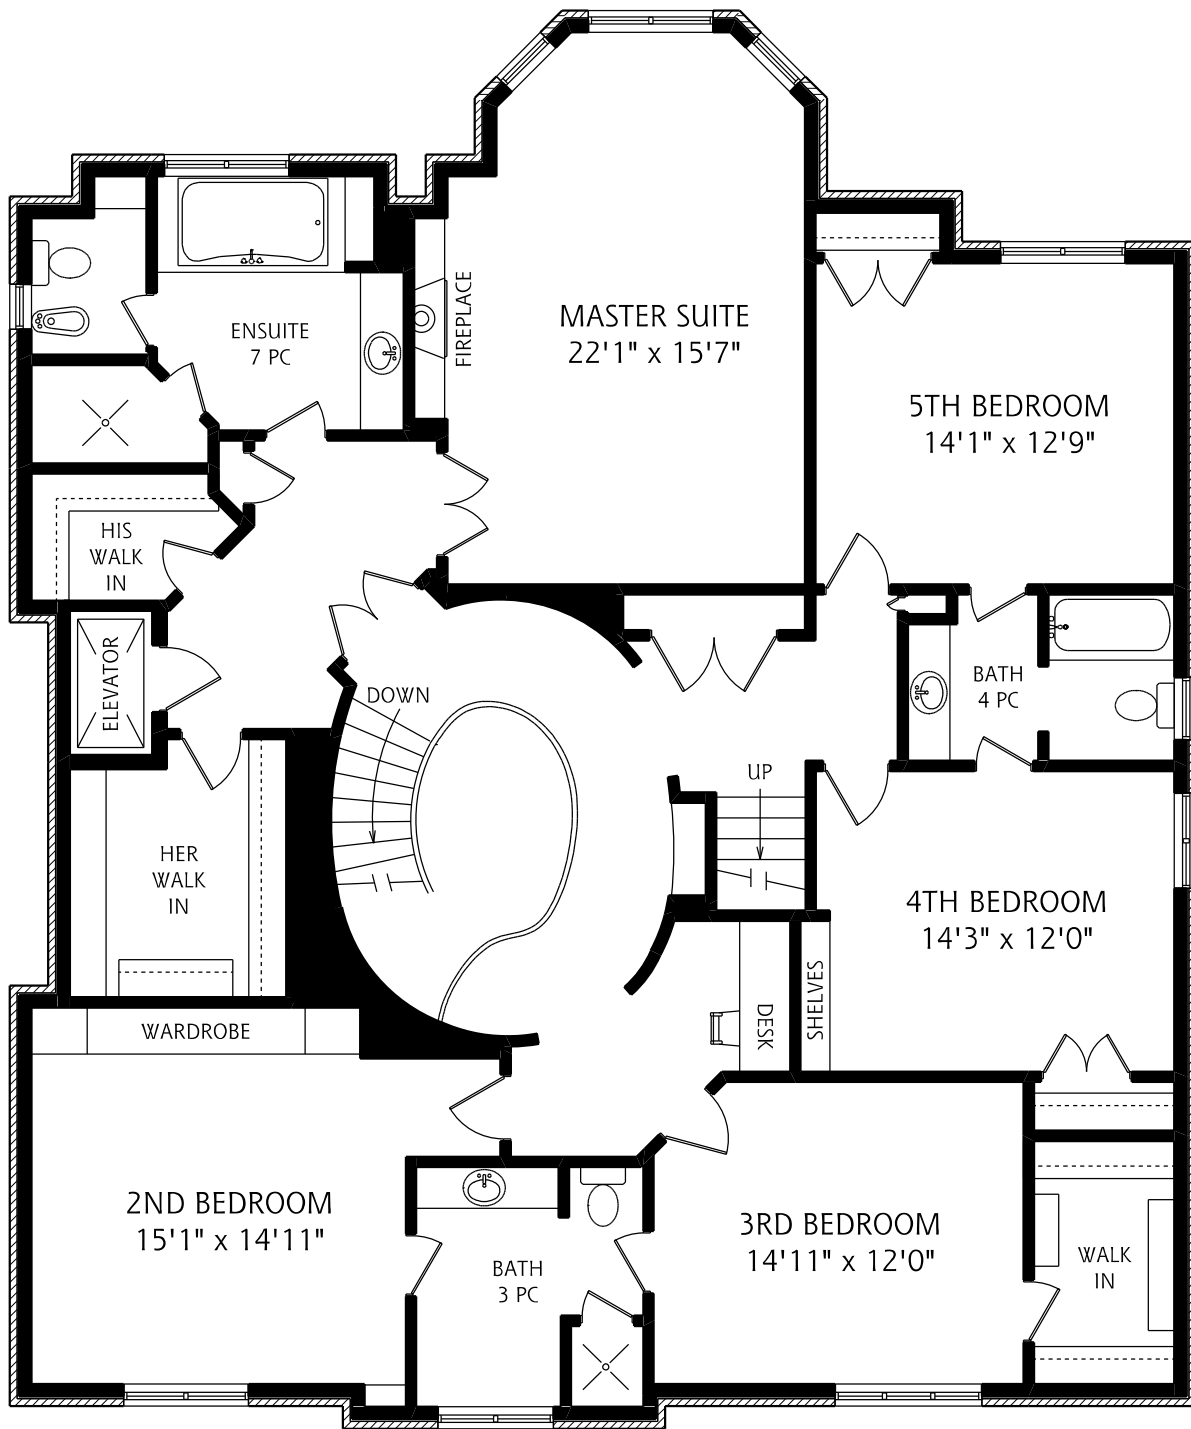 MASTER SUITE
22'1" x 15'7"
FIREPLACE
ENSUITE
7 PC
5TH BEDROOM
14'1" x 12'9"
HIS
WALK
IN
ELEVATOR
DOWN
BATH
4 PC
UP
HER
WALK
IN
4TH BEDROOM
14'3" x 12'0"
SHELVES
DESK
WARDROBE
2ND BEDROOM
15'1" x 14'11"
3RD BEDROOM
14'11" x 12'0"
BATH
3 PC
WALK
IN